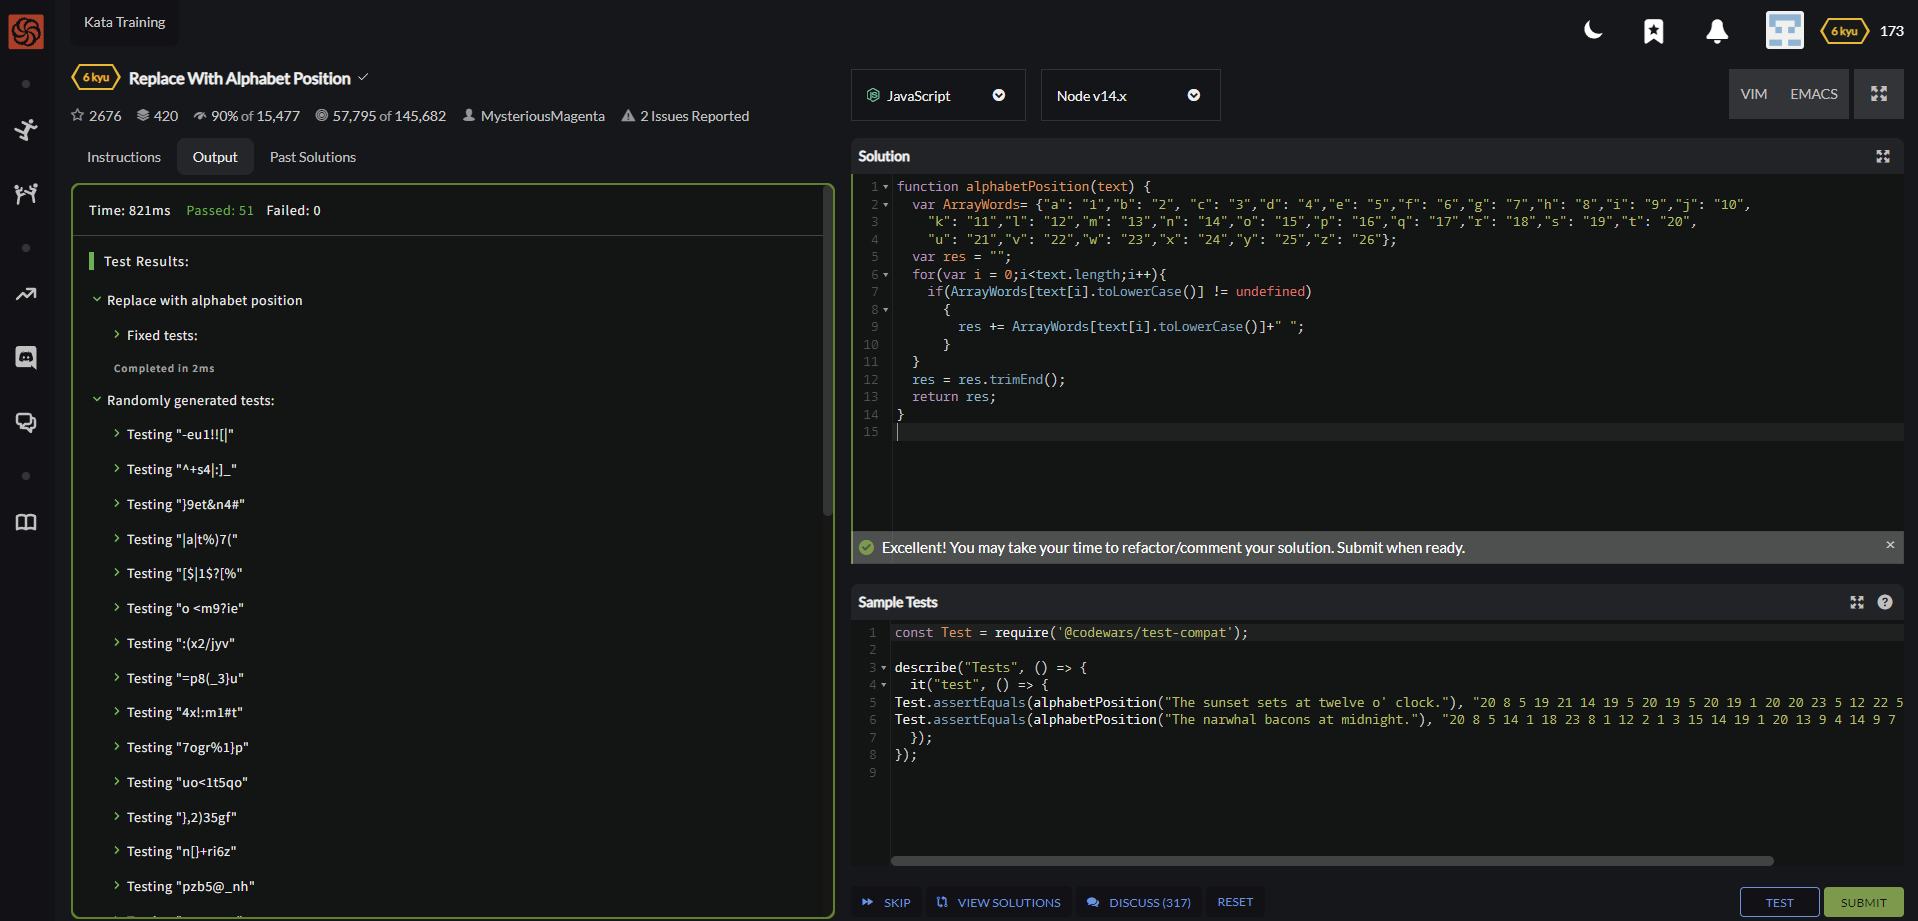 Kata Training
6 kyu 173
6 kyu Replace With Alphabet Position
2676 420 90% of 15,477 57,795 of 145,682 MysteriousMagenta 2 Issues Reported
Instructions Output Past Solutions
Time: 821ms Passed: 51 Failed: 0
Test Results:
Replace with alphabet position
Fixed tests:
Completed in 2ms
Randomly generated tests:
Testing "-eu1!![|"
Testing "^+s4|:]_"
Testing "}9et&n4#"
Testing "|a|t%)7("
Testing "[$|1$?[%"
Testing "o <m9?ie"
Testing ":(x2/jyv"
Testing "=p8(_3}u"
Testing "4x!:m1#t"
Testing "7ogr%1}p"
Testing "uo<1t5qo"
Testing "},2)35gf"
Testing "n[}+ri6z"
Testing "pzb5@_nh"
JavaScript Node v14.x
VIM EMACS
Solution
1 function alphabetPosition(text) {
2 var ArrayWords= {"a": "1","b": "2", "c": "3","d": "4","e": "5","f": "6","g": "7","h": "8","i": "9","j": "10",
3 "k": "11","l": "12","m": "13","n": "14","o": "15","p": "16","q": "17","r": "18","s": "19","t": "20",
4 "u": "21","v": "22","w": "23","x": "24","y": "25","z": "26"};
5 var res = "";
6 for(var i = 0;i<text.length;i++){
7 if(ArrayWords[text[i].toLowerCase()] != undefined)
8 {
9 res += ArrayWords[text[i].toLowerCase()]+" ";
10 }
11 }
12 res = res.trimEnd();
13 return res;
14 }
15
Excellent! You may take your time to refactor/comment your solution. Submit when ready.
Sample Tests
1 const Test = require('@codewars/test-compat');
2
3 describe("Tests", () => {
4 it("test", () => {
5 Test.assertEquals(alphabetPosition("The sunset sets at twelve o' clock."), "20 8 5 19 21 14 19 5 20 19 5 20 19 1 20 20 23 5 12 22 5
6 Test.assertEquals(alphabetPosition("The narwhal bacons at midnight."), "20 8 5 14 1 18 23 8 1 12 2 1 3 15 14 19 1 20 13 9 4 14 9 7
7 });
8 });
9
SKIP VIEW SOLUTIONS DISCUSS (317) RESET TEST SUBMIT